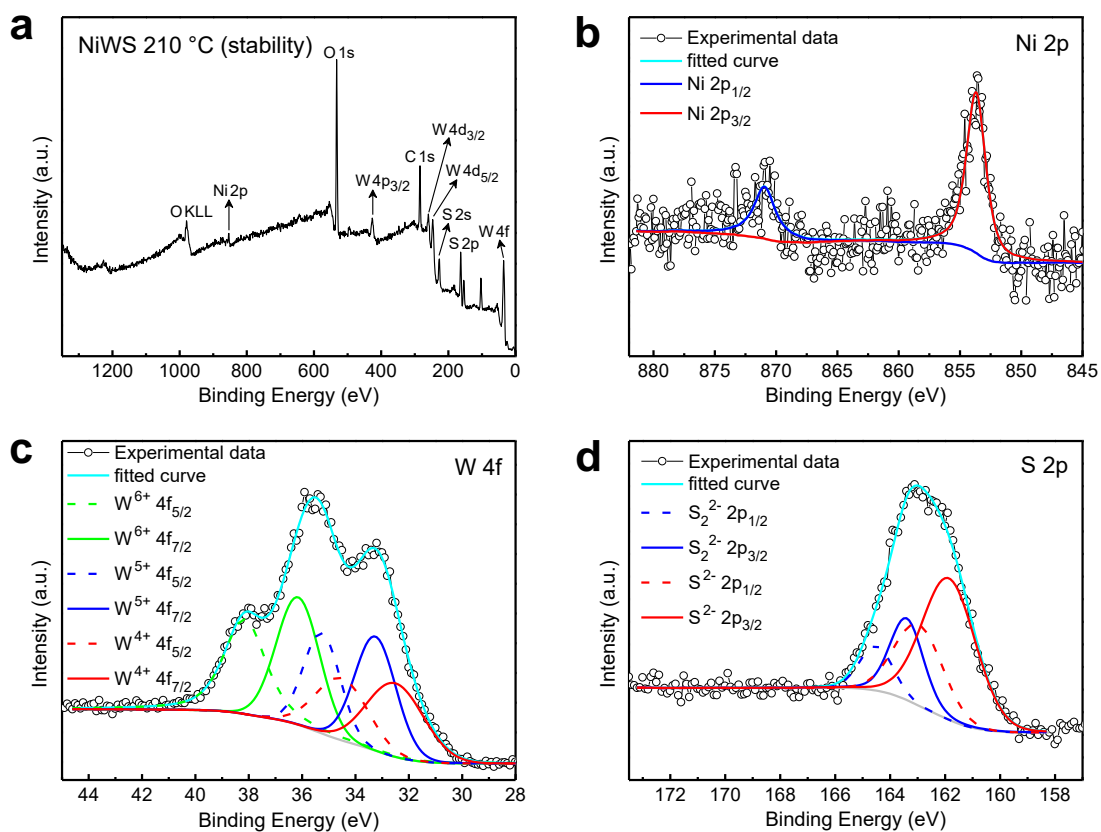 a
NiWS 210 °C (stability)
O 1s
W 4d3/2
C 1s
W 4d5/2
W 4p3/2
Ni 2p
S 2s
O KLL
S 2p
W 4f
Intensity (a.u.)
1200 1000 800 600 400 200 0
Binding Energy (eV)
b
Experimental data
fitted curve
Ni 2p1/2
Ni 2p3/2
Ni 2p
Intensity (a.u.)
880 875 870 865 860 855 850 845
Binding Energy (eV)
c
Experimental data
fitted curve
W6+ 4f5/2
W6+ 4f7/2
W5+ 4f5/2
W5+ 4f7/2
W4+ 4f5/2
W4+ 4f7/2
W 4f
Intensity (a.u.)
44 42 40 38 36 34 32 30 28
Binding Energy (eV)
d
Experimental data
fitted curve
S22- 2p1/2
S22- 2p3/2
S2- 2p1/2
S2- 2p3/2
S 2p
Intensity (a.u.)
172 170 168 166 164 162 160 158
Binding Energy (eV)